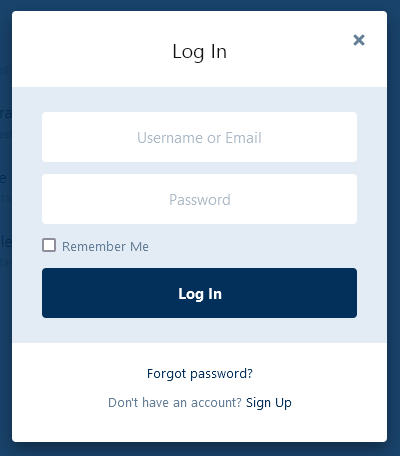 Log In
Username or Email
Password
Remember Me
Log In
Forgot password?
Don't have an account? Sign Up